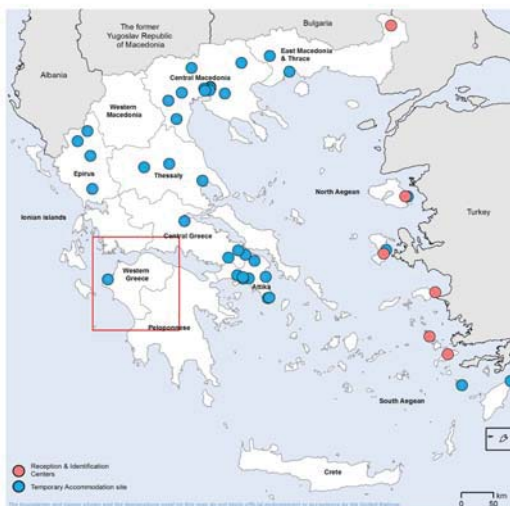 The former
Yugoslav Republic
of Macedonia
Bulgaria
Albania
East Macedonia
& Thrace
Central Macedonia
Western
Macedonia
Epirus
Thessaly
North Aegean
Turkey
Ionian islands
Central Greece
Western
Greece
Attika
Peloponnese
South Aegean
Crete
Reception & Identification
Centers
Temporary Accommodation site
km
0
50